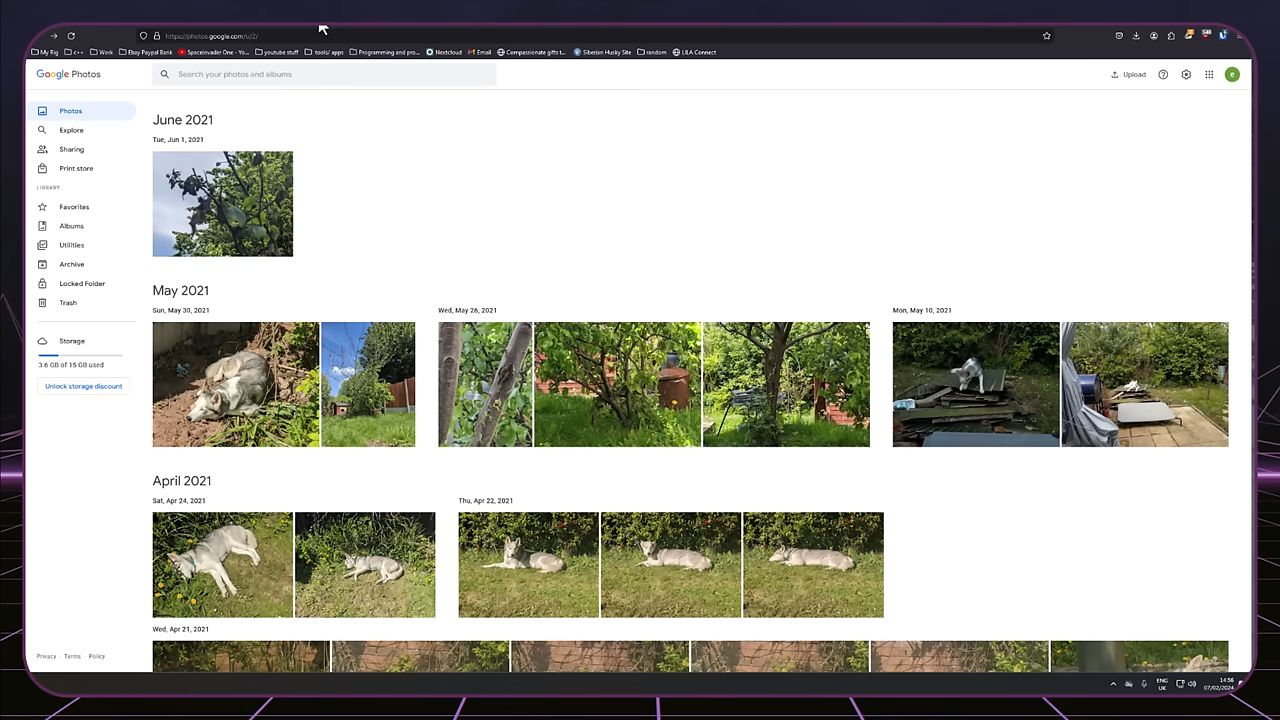 https://photos.google.com/u/2/
My Rig
c++
Work
Ebay Paypal Bank
Spaceinvader One - Yo...
youtube stuff
tools/ apps
Programming and pro...
Nextcloud
Email
Compassionate gifts t...
Siberian Husky Site
random
LILA Connect
Google Photos
Search your photos and albums
Upload
e
Photos
Explore
Sharing
Print store
LIBRARY
Favorites
Albums
Utilities
Archive
Locked Folder
Trash
Storage
3.6 GB of 15 GB used
Unlock storage discount
Privacy · Terms · Policy
June 2021
Tue, Jun 1, 2021
May 2021
Sun, May 30, 2021
Wed, May 26, 2021
Mon, May 10, 2021
April 2021
Sat, Apr 24, 2021
Thu, Apr 22, 2021
Wed, Apr 21, 2021
ENG
UK
14:56
07/02/2024